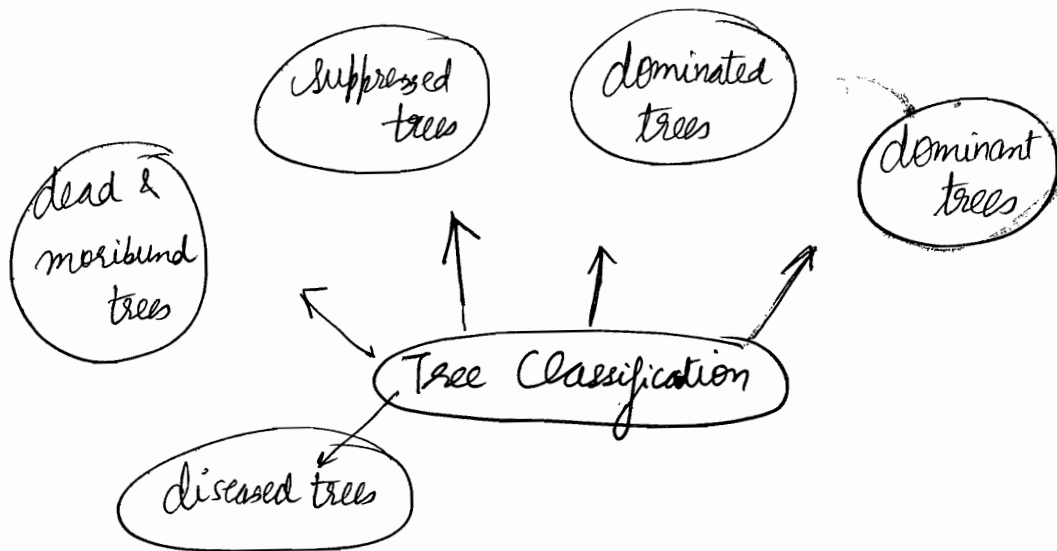 suppressed
trees
dominated
trees
dominant
trees
dead &
moribund
trees
Tree Classification
diseased trees